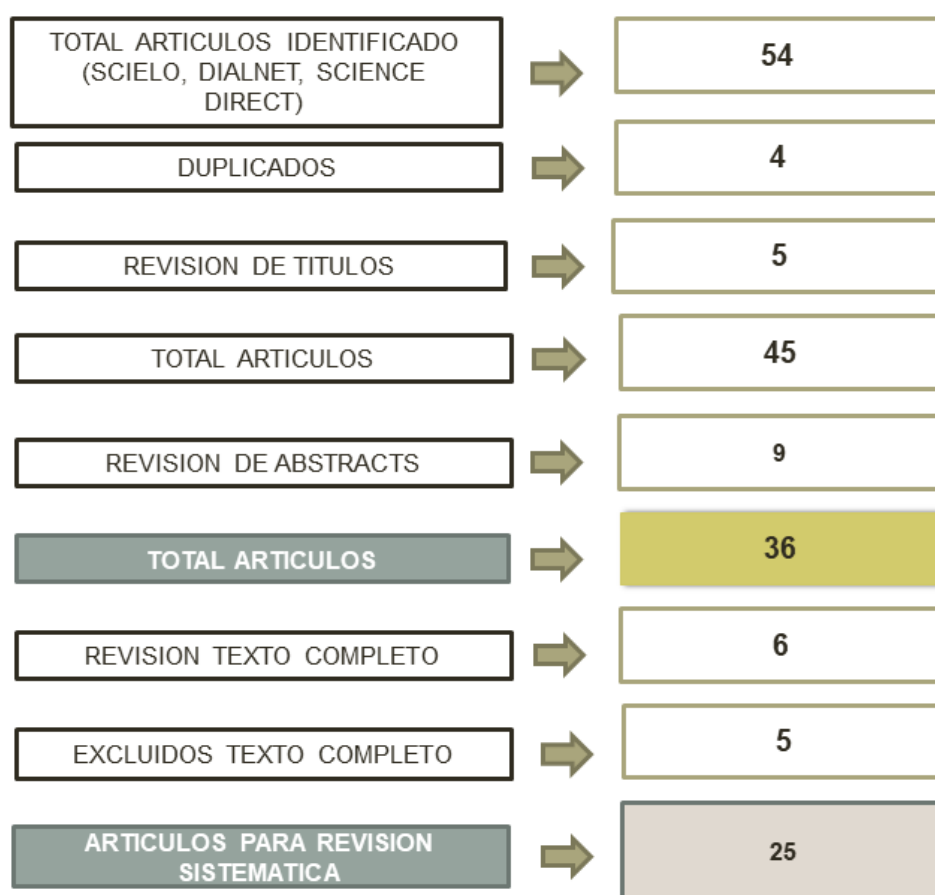 TOTAL ARTICULOS IDENTIFICADO
(SCIELO, DIALNET, SCIENCE
DIRECT)
54
DUPLICADOS
4
REVISION DE TITULOS
5
TOTAL ARTICULOS
45
REVISION DE ABSTRACTS
9
TOTAL ARTICULOS
36
REVISION TEXTO COMPLETO
6
EXCLUIDOS TEXTO COMPLETO
5
ARTICULOS PARA REVISION
SISTEMATICA
25